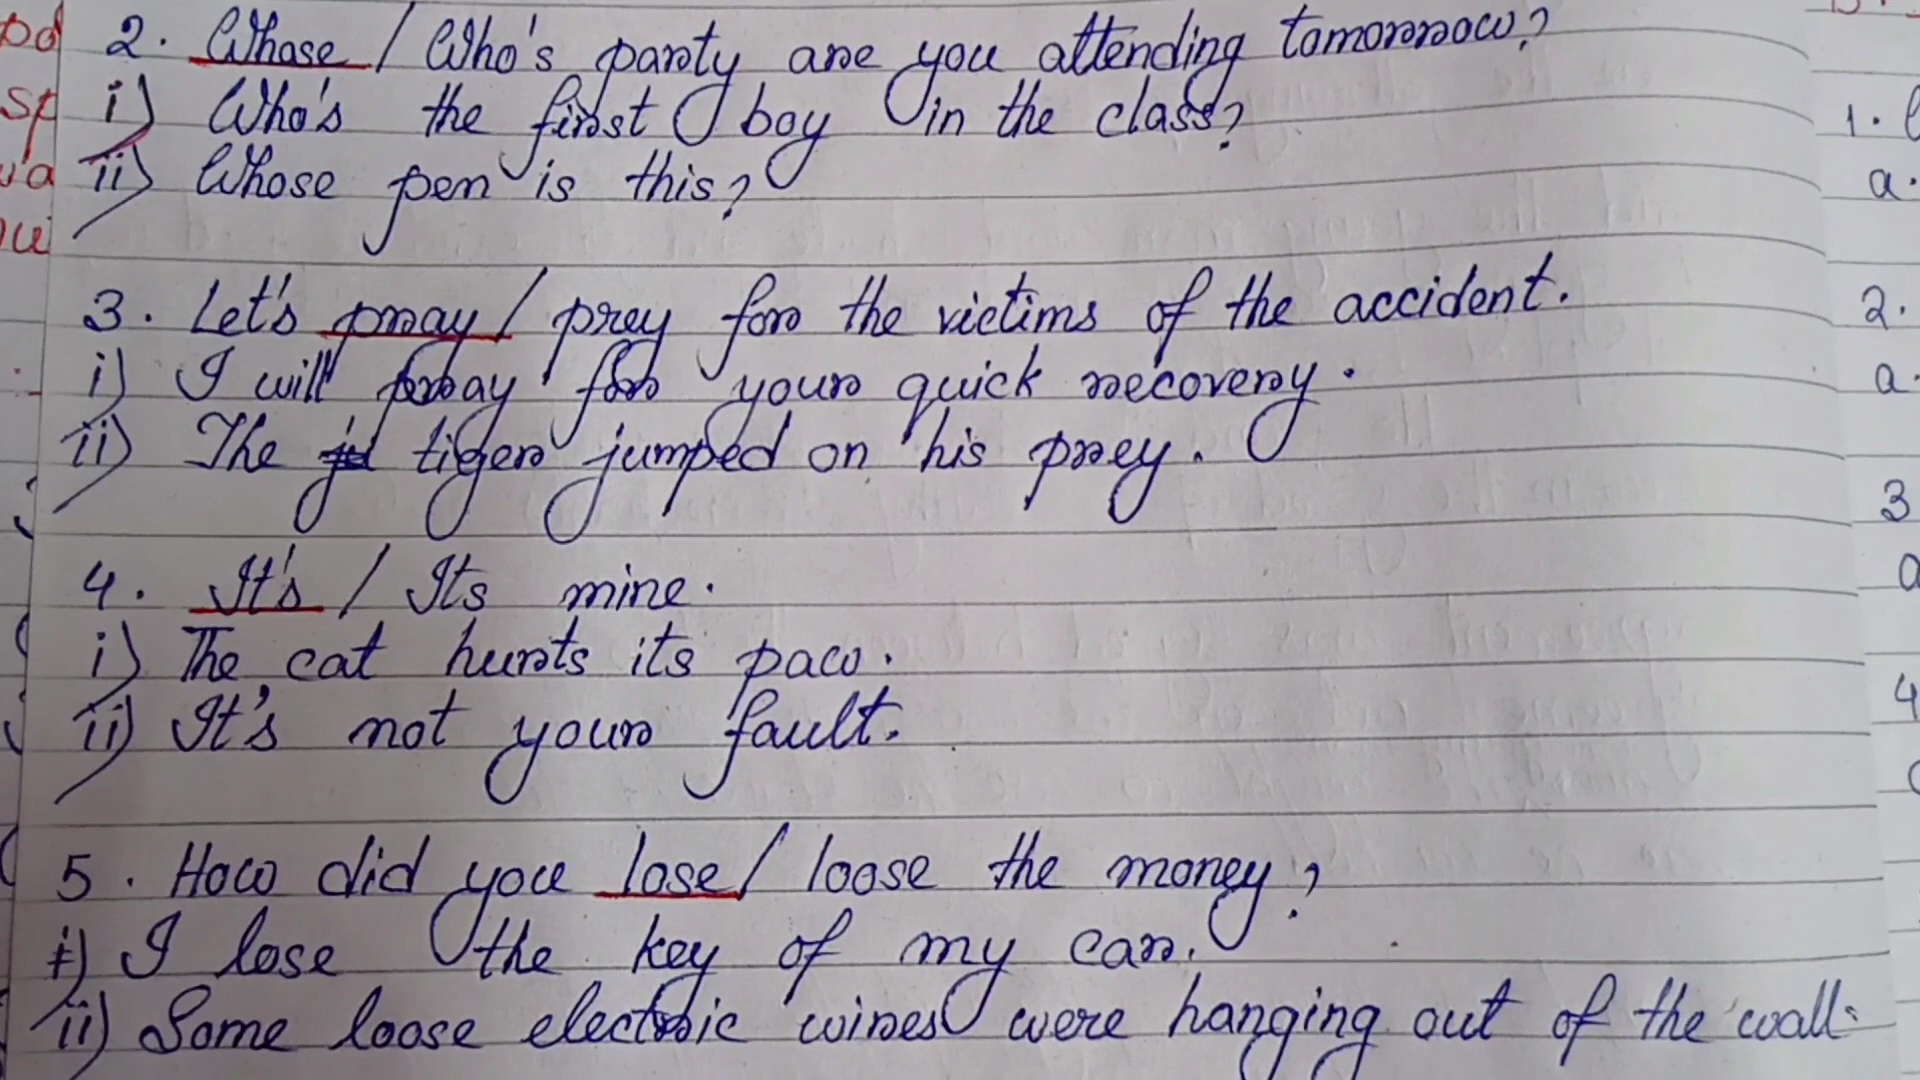 2. Whose / Who's party are you attending tomorrow?
i) Who's the first boy in the class?
ii) Whose pen is this?
3. Let's pray / prey for the victims of the accident.
i) I will pray for your quick recovery.
ii) The tiger jumped on his prey.
4. It's / Its mine.
i) The cat hurts its paw.
ii) It's not your fault.
5. How did you lose / loose the money?
i) I lose the key of my car.
ii) Some loose electric wires were hanging out of the wall.
1.
a.
2.
a.
3
a
4